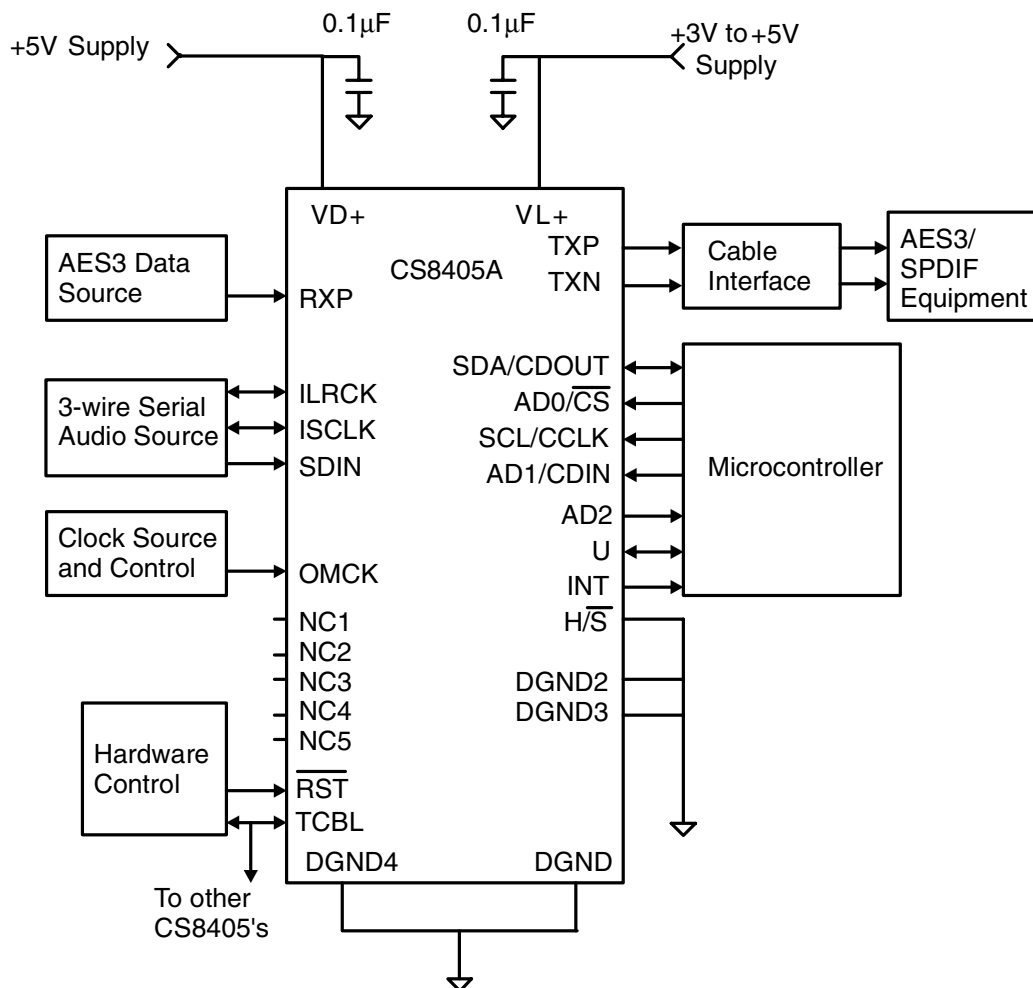 0.1µF
0.1µF
+5V Supply
+3V to +5V
Supply
VD+
VL+
CS8405A
AES3 Data
Source
RXP
TXP
TXN
Cable
Interface
AES3/
SPDIF
Equipment
3-wire Serial
Audio Source
ILRCK
ISCLK
SDIN
SDA/CDOUT
AD0/CS
SCL/CCLK
AD1/CDIN
AD2
U
INT
H/S
Microcontroller
Clock Source
and Control
OMCK
NC1
NC2
NC3
NC4
NC5
DGND2
DGND3
Hardware
Control
RST
TCBL
DGND4
DGND
To other
CS8405's